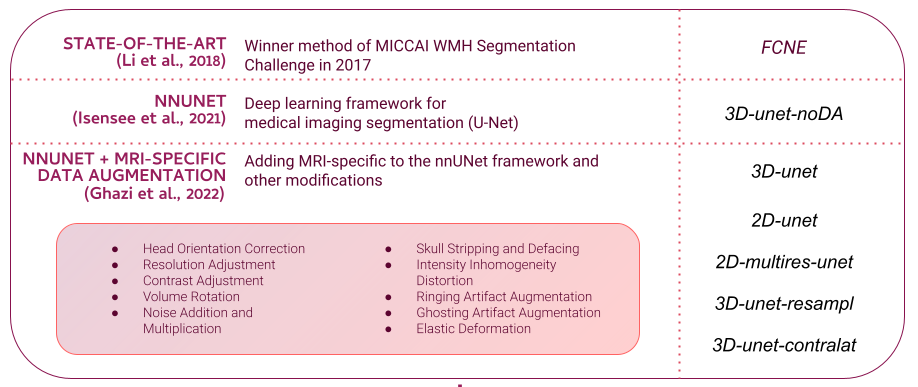 STATE-OF-THE-ART
(Li et al., 2018)
Winner method of MICCAI WMH Segmentation
Challenge in 2017
FCNE
NNUNET
(Isensee et al., 2021)
Deep learning framework for
medical imaging segmentation (U-Net)
3D-unet-noDA
NNUNET + MRI-SPECIFIC
DATA AUGMENTATION
(Ghazi et al., 2022)
Adding MRI-specific to the nnUNet framework and
other modifications
3D-unet
2D-unet
2D-multires-unet
3D-unet-resampl
3D-unet-contralat
● Head Orientation Correction
● Resolution Adjustment
● Contrast Adjustment
● Volume Rotation
● Noise Addition and
Multiplication
● Skull Stripping and Defacing
● Intensity Inhomogeneity
Distortion
● Ringing Artifact Augmentation
● Ghosting Artifact Augmentation
● Elastic Deformation